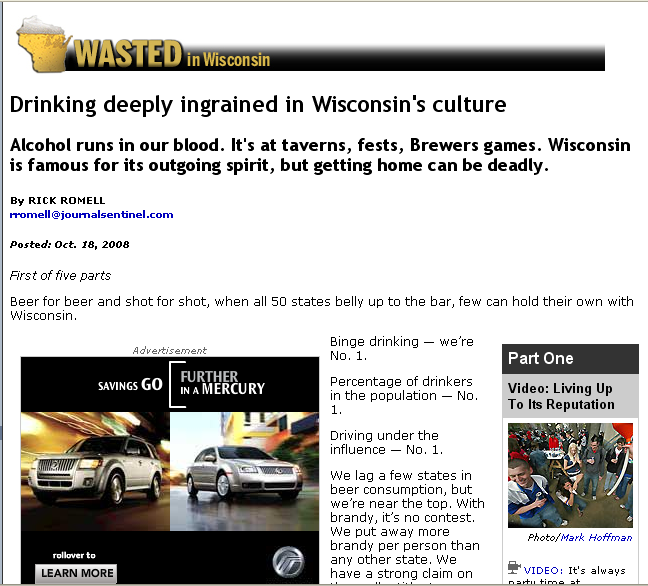 WASTED in Wisconsin
Drinking deeply ingrained in Wisconsin's culture
Alcohol runs in our blood. It's at taverns, fests, Brewers games. Wisconsin
is famous for its outgoing spirit, but getting home can be deadly.
By RICK ROMELL
rromell@journalsentinel.com
Posted: Oct. 18, 2008
First of five parts
Beer for beer and shot for shot, when all 50 states belly up to the bar, few can hold their own with
Wisconsin.
Advertisement
SAVINGS GO FURTHER
IN A MERCURY
rollover to
LEARN MORE
Binge drinking — we're
No. 1.
Percentage of drinkers
in the population — No.
1.
Driving under the
influence — No. 1.
We lag a few states in
beer consumption, but
we're near the top. With
brandy, it's no contest.
We put away more
brandy per person than
any other state. We
have a strong claim on
Part One
Video: Living Up
To Its Reputation
Photo/Mark Hoffman
VIDEO: It's always
party time at